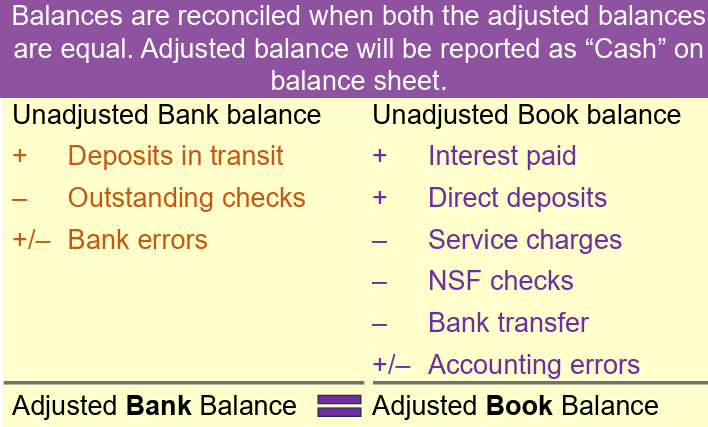 Balances are reconciled when both the adjusted balances
are equal. Adjusted balance will be reported as “Cash” on
balance sheet.
Unadjusted Bank balance
+ Deposits in transit
– Outstanding checks
+/– Bank errors
Adjusted Bank Balance
Unadjusted Book balance
+ Interest paid
+ Direct deposits
– Service charges
– NSF checks
– Bank transfer
+/– Accounting errors
Adjusted Book Balance